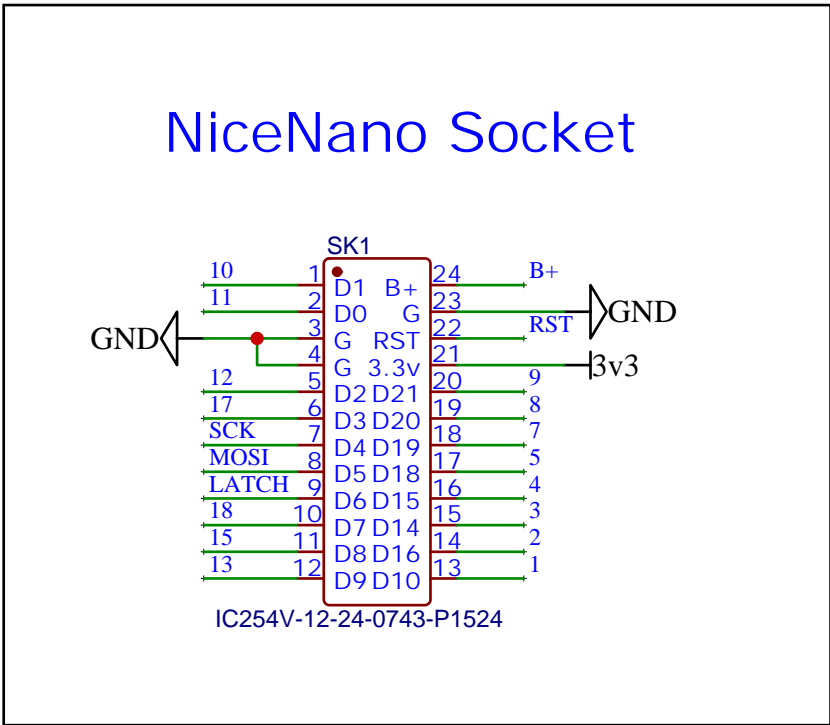 NiceNano Socket
SK1
10 1 D1 B+ 24 B+
11 2 D0 G 23 GND
GND 3 G RST 22 RST
4 G 3.3v 21 3v3
12 5 D2 D21 20 9
17 6 D3 D20 19 8
SCK 7 D4 D19 18 7
MOSI 8 D5 D18 17 5
LATCH 9 D6 D15 16 4
18 10 D7 D14 15 3
15 11 D8 D16 14 2
13 12 D9 D10 13 1
IC254V-12-24-0743-P1524